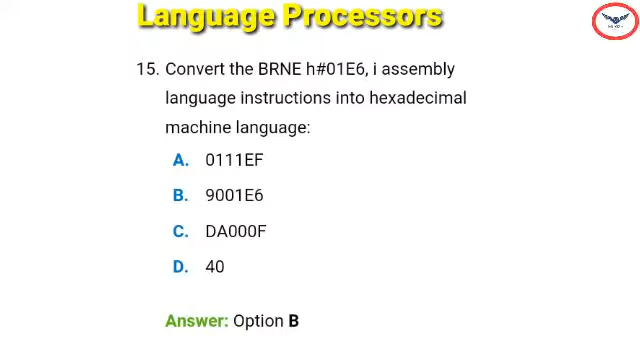 Language Processors
15. Convert the BRNE h#01E6, i assembly
language instructions into hexadecimal
machine language:
A. 0111EF
B. 9001E6
C. DA000F
D. 40
Answer: Option B